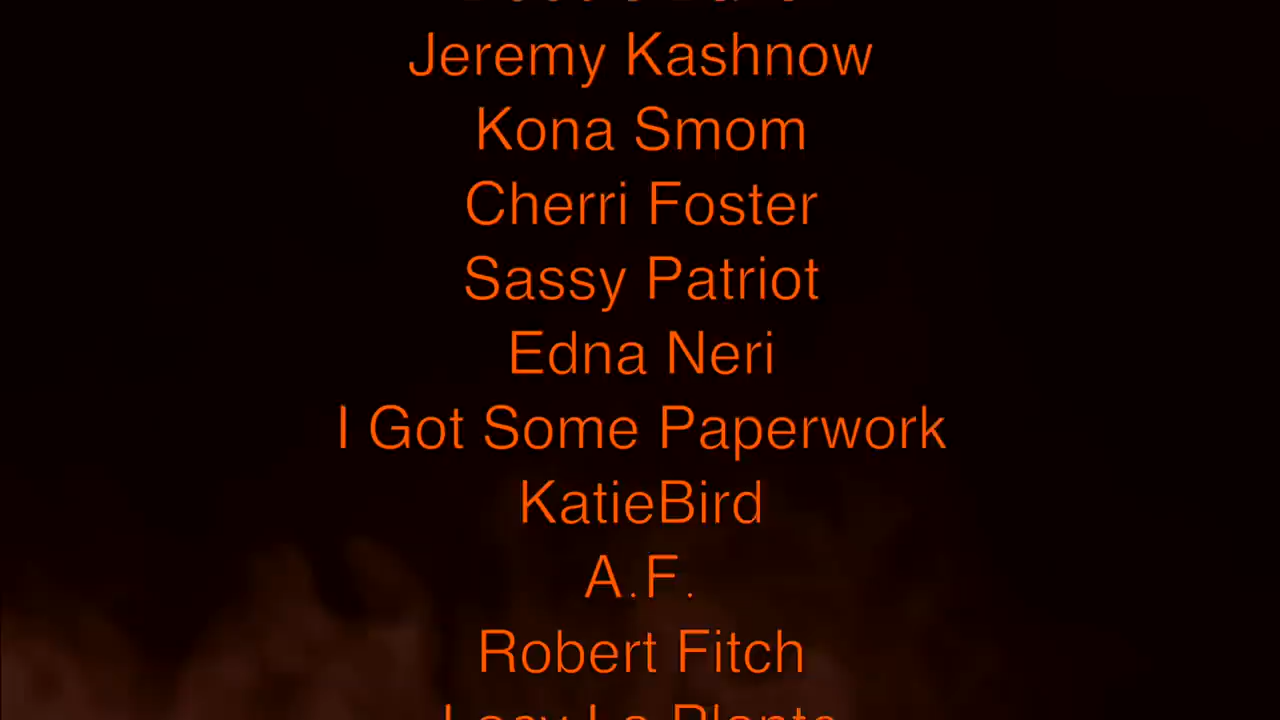 Jeremy Kashnow
Kona Smom
Cherri Foster
Sassy Patriot
Edna Neri
I Got Some Paperwork
KatieBird
A.F.
Robert Fitch